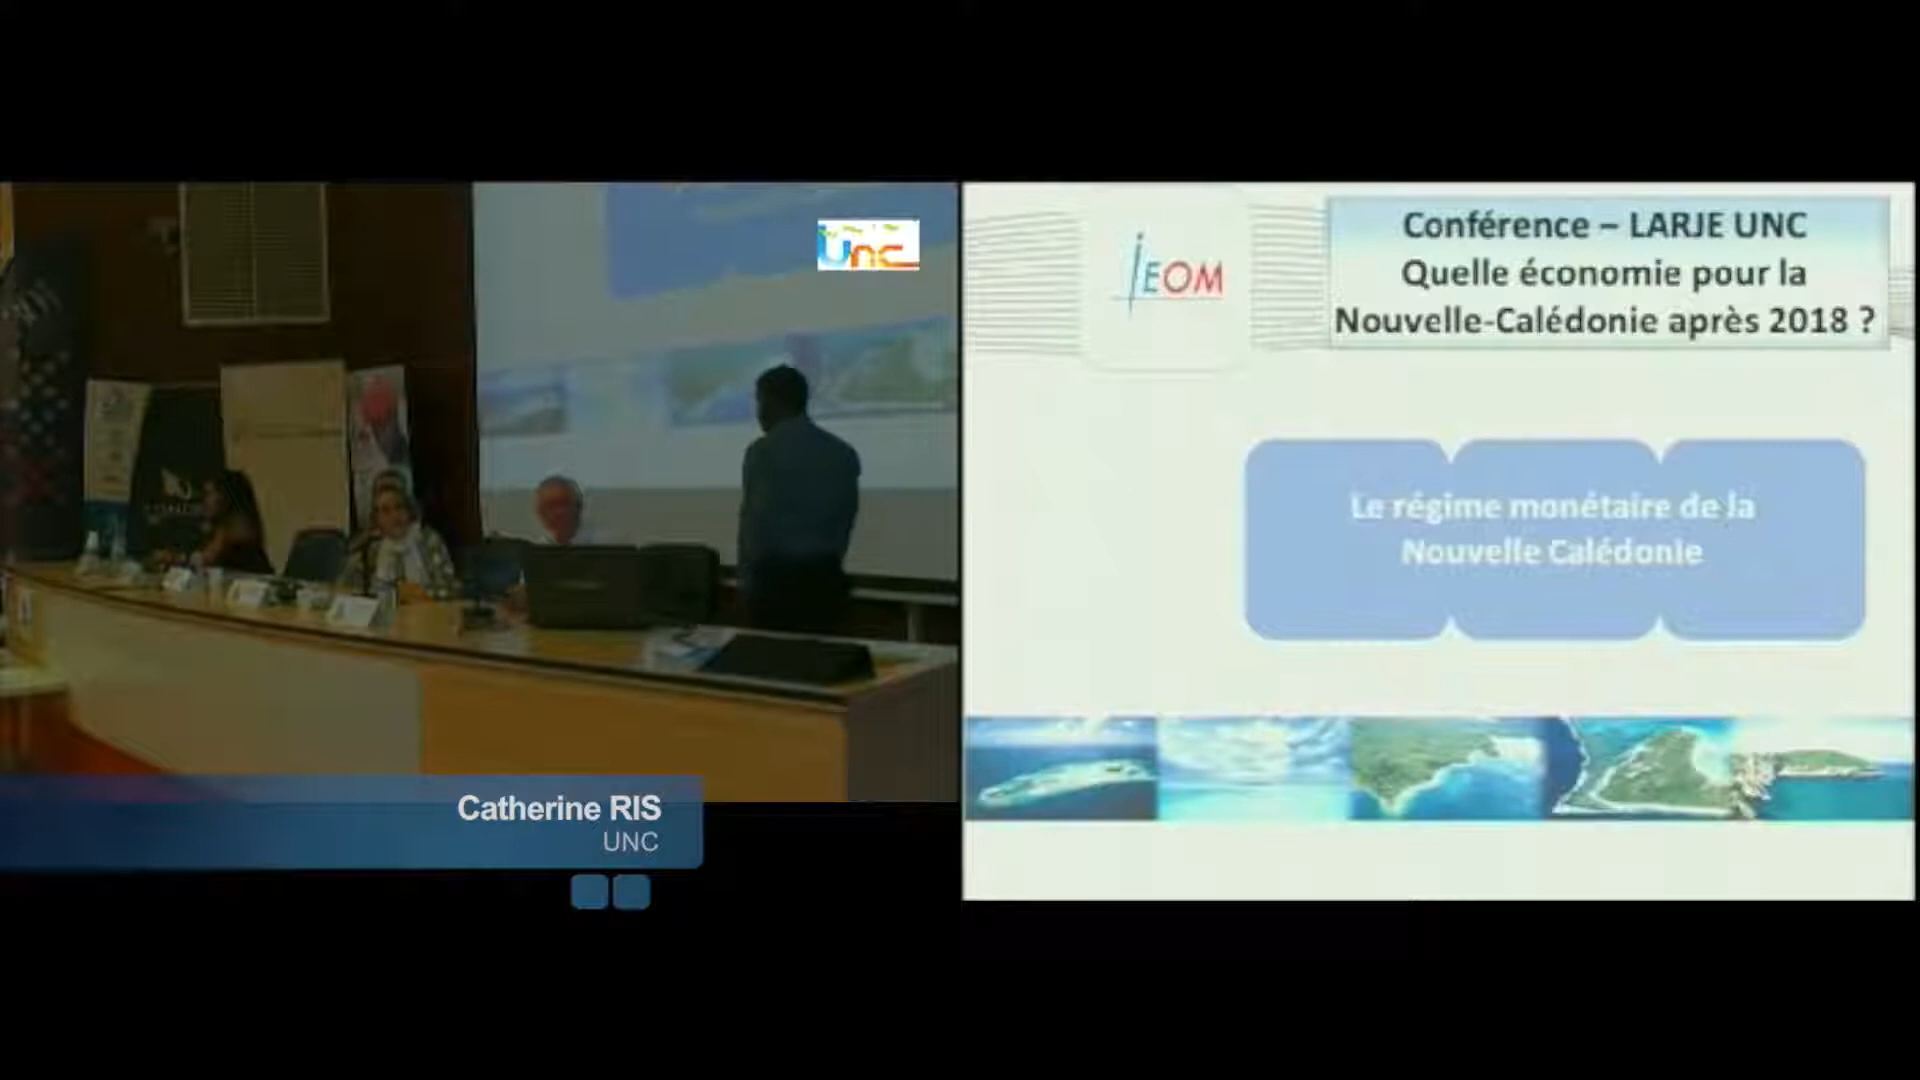 Unc
IEOM
Conférence – LARJE UNC
Quelle économie pour la
Nouvelle-Calédonie après 2018 ?
Le régime monétaire de la
Nouvelle Calédonie
Catherine RIS
UNC